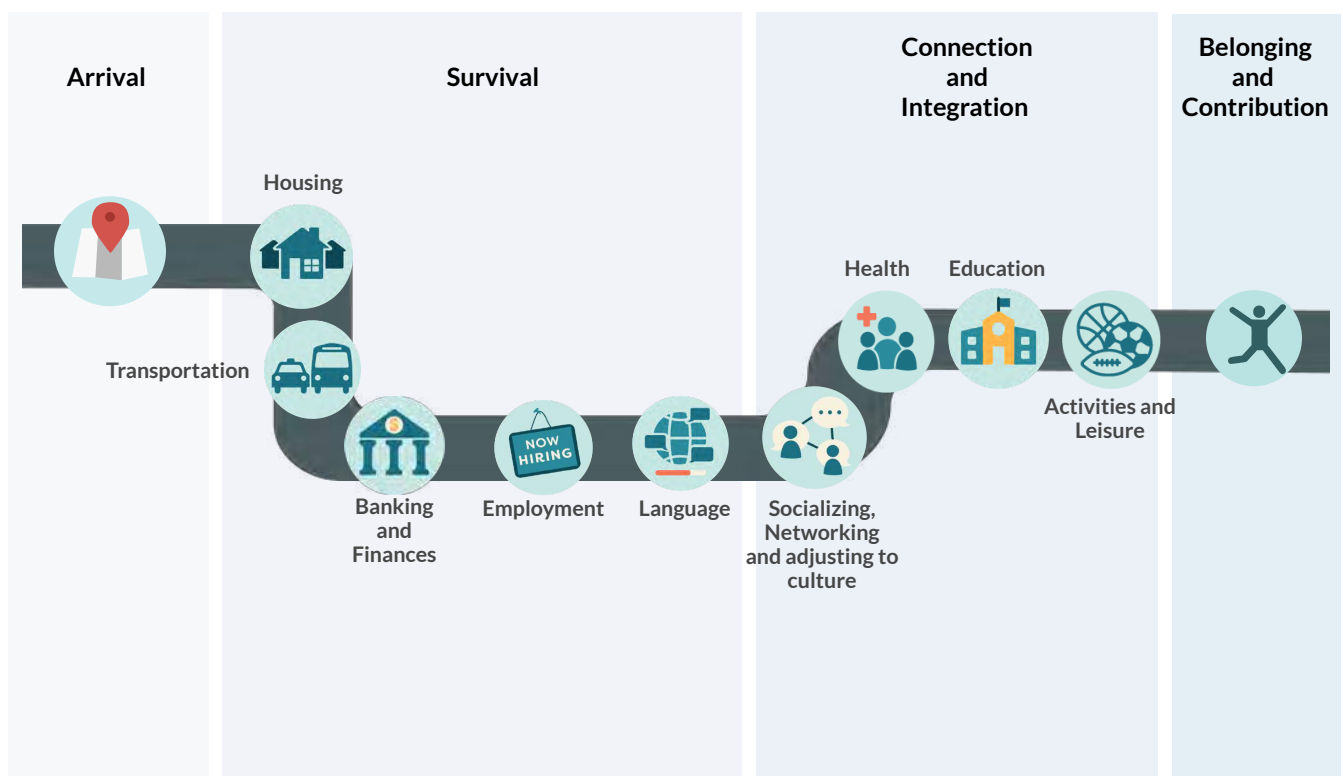 Arrival
Survival
Connection
and
Integration
Belonging
and
Contribution
Housing
Transportation
$
Banking
and
Finances
NOW
HIRING
Employment
Language
Socializing,
Networking
and adjusting to
culture
Health
Education
Activities and
Leisure